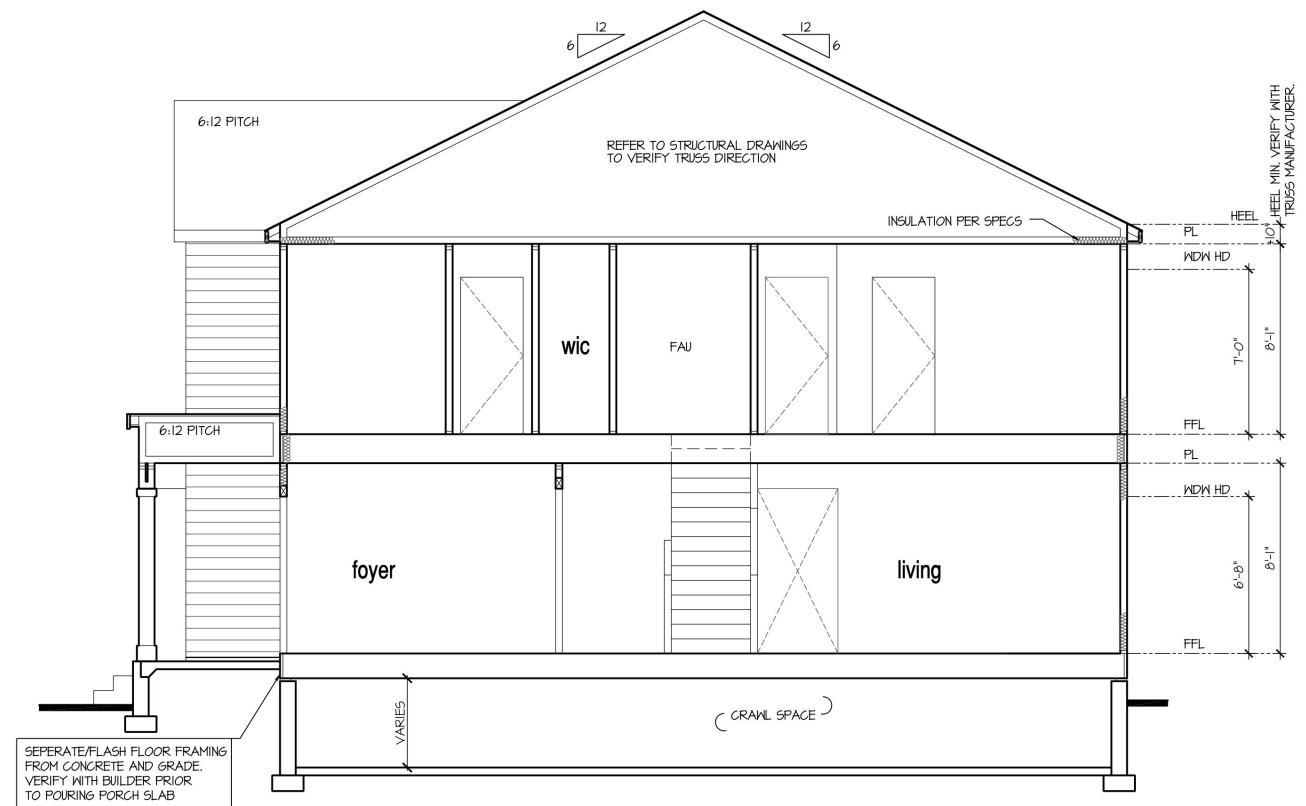 12
6
12
6
6:12 PITCH
REFER TO STRUCTURAL DRAWINGS
TO VERIFY TRUSS DIRECTION
HEEL MIN. VERIFY WITH
TRUSS MANUFACTURER.
INSULATION PER SPECS
HEEL
PL
10"
WDW HD
wic
FAU
7'-0"
8'-1"
6:12 PITCH
FFL
PL
WDW HD
foyer
living
6'-8"
8'-1"
FFL
VARIES
CRAWL SPACE
SEPERATE/FLASH FLOOR FRAMING
FROM CONCRETE AND GRADE.
VERIFY WITH BUILDER PRIOR
TO POURING PORCH SLAB